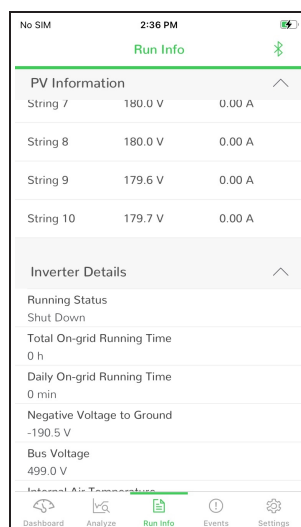 No SIM 2:36 PM
Run Info
PV Information
String 7 180.0 V 0.00 A
String 8 180.0 V 0.00 A
String 9 179.6 V 0.00 A
String 10 179.7 V 0.00 A
Inverter Details
Running Status
Shut Down
Total On-grid Running Time
0 h
Daily On-grid Running Time
0 min
Negative Voltage to Ground
-190.5 V
Bus Voltage
499.0 V
Internal Air Temperature
Dashboard Analyze Run Info Events Settings